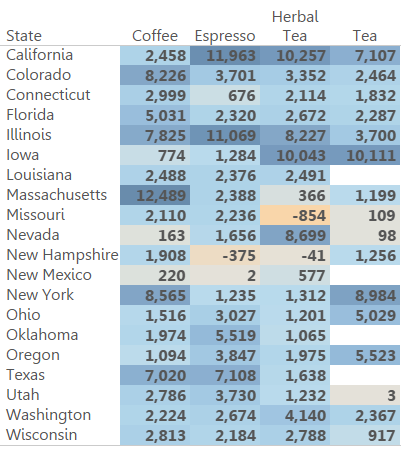 Herbal
State Coffee Espresso Tea Tea
California 2,458 11,963 10,257 7,107
Colorado 8,226 3,701 3,352 2,464
Connecticut 2,999 676 2,114 1,832
Florida 5,031 2,320 2,672 2,287
Illinois 7,825 11,069 8,227 3,700
Iowa 774 1,284 10,043 10,111
Louisiana 2,488 2,376 2,491
Massachusetts 12,489 2,388 366 1,199
Missouri 2,110 2,236 -854 109
Nevada 163 1,656 8,699 98
New Hampshire 1,908 -375 -41 1,256
New Mexico 220 2 577
New York 8,565 1,235 1,312 8,984
Ohio 1,516 3,027 1,201 5,029
Oklahoma 1,974 5,519 1,065
Oregon 1,094 3,847 1,975 5,523
Texas 7,020 7,108 1,638
Utah 2,786 3,730 1,232 3
Washington 2,224 2,674 4,140 2,367
Wisconsin 2,813 2,184 2,788 917